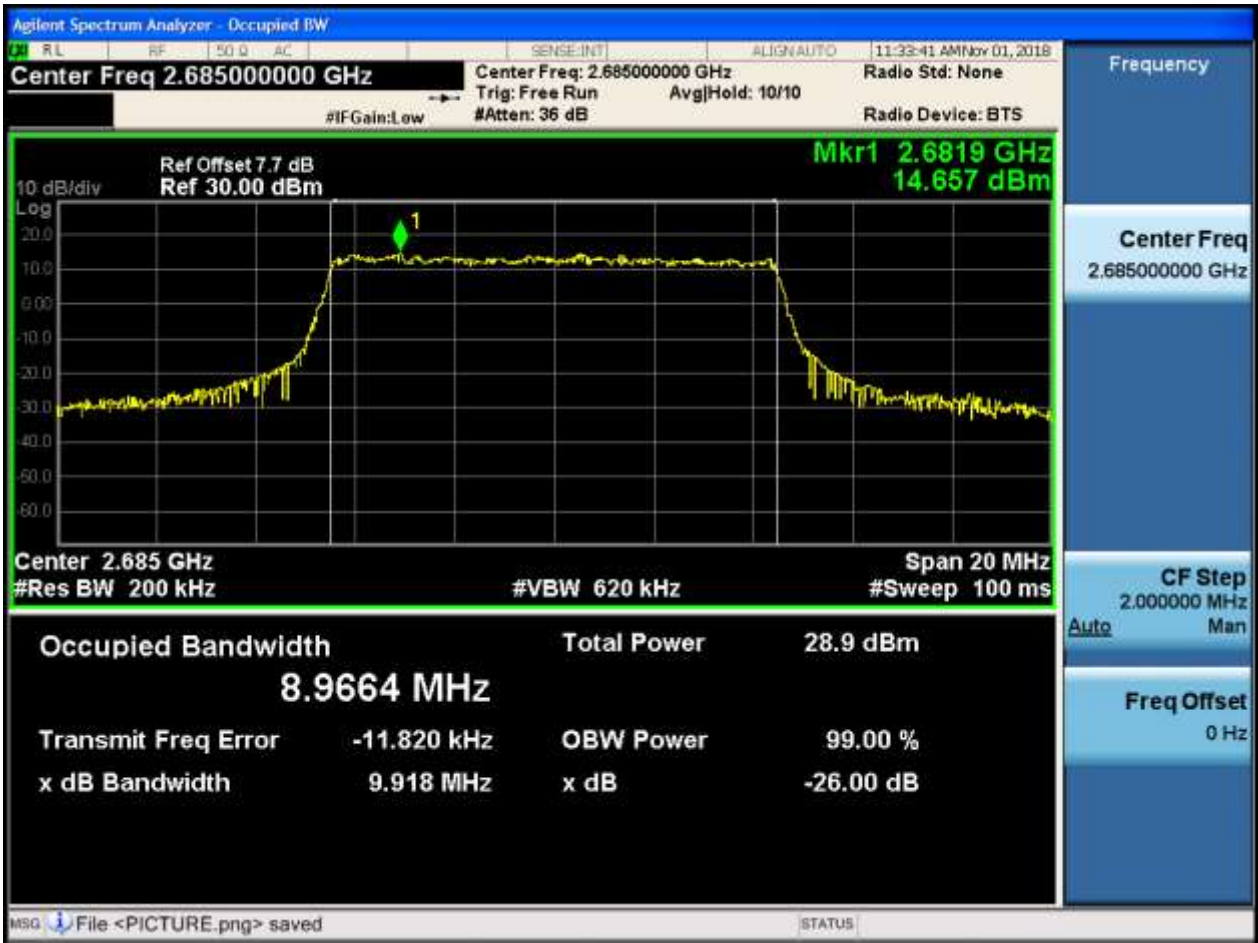 Agilent Spectrum Analyzer - Occupied BW
RL RF 50 Ω AC SENSE:INT ALIGN AUTO 11:33:41 AM Nov 01, 2018
Center Freq 2.685000000 GHz
Center Freq: 2.685000000 GHz
Radio Std: None
Trig: Free Run Avg|Hold: 10/10
#IFGain:Low
#Atten: 36 dB
Radio Device: BTS
Mkr1 2.6819 GHz
14.657 dBm
Ref Offset 7.7 dB
10 dB/div Ref 30.00 dBm
Log
1
20.0
10.0
0.00
-10.0
-20.0
-30.0
-40.0
-50.0
-60.0
Center 2.685 GHz
Span 20 MHz
#Res BW 200 kHz
#VBW 620 kHz
#Sweep 100 ms
Occupied Bandwidth
8.9664 MHz
Total Power 28.9 dBm
Transmit Freq Error -11.820 kHz
OBW Power 99.00 %
x dB Bandwidth 9.918 MHz
x dB -26.00 dB
Frequency
Center Freq
2.685000000 GHz
CF Step
2.000000 MHz
Auto Man
Freq Offset
0 Hz
MSG File <PICTURE.png> saved
STATUS